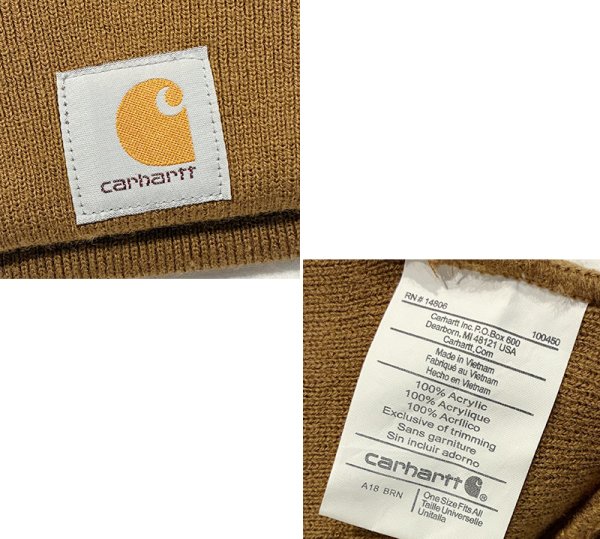 carhartt
RN # 14806
Carhartt Inc. P.O.Box 600 100450
Dearborn, MI 48121 USA
Carhartt.Com
Made in Vietnam
Fabriqué au Vietnam
Hecho en Vietnam
100% Acrylic
100% Acrylique
100% Acrílico
Exclusive of trimming
Sans garniture
Sin incluir adorno
carhartt
A18 BRN
One Size Fits All
Taille Universelle
Unitalla